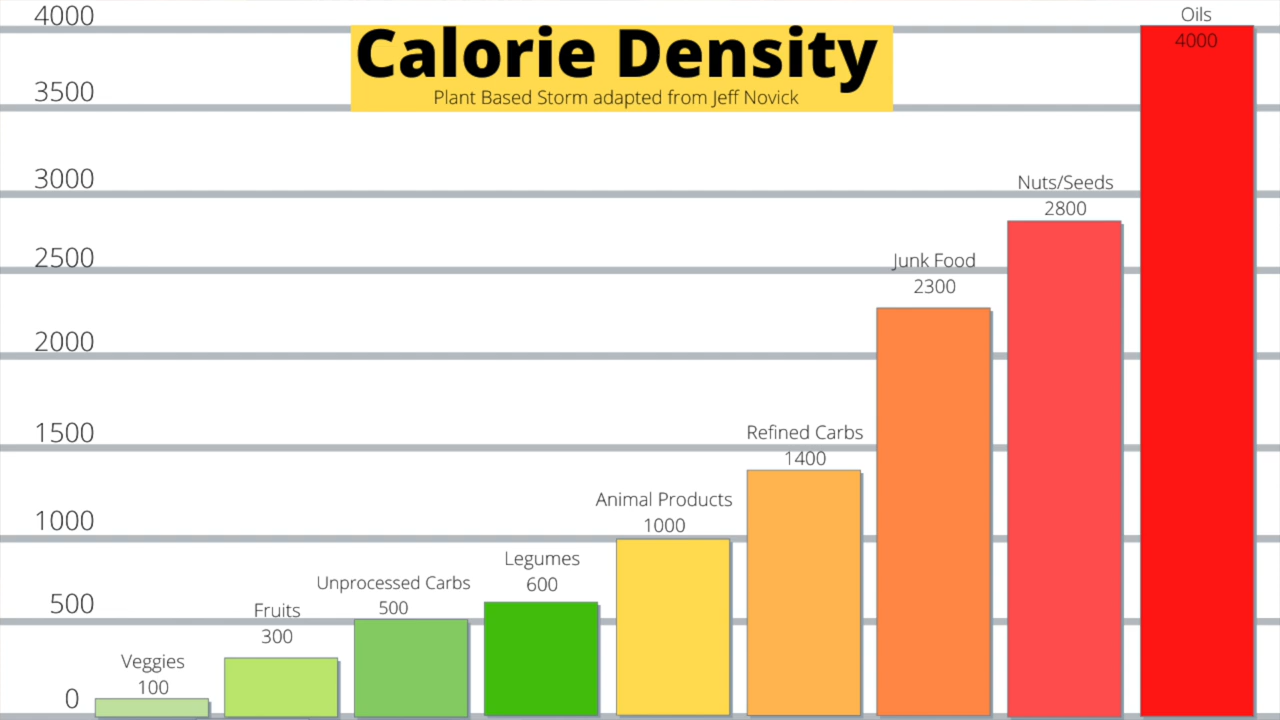 Calorie Density
Plant Based Storm adapted from Jeff Novick
4000
3500
3000
2500
2000
1500
1000
500
0
Veggies
100
Fruits
300
Unprocessed Carbs
500
Legumes
600
Animal Products
1000
Refined Carbs
1400
Junk Food
2300
Nuts/Seeds
2800
Oils
4000